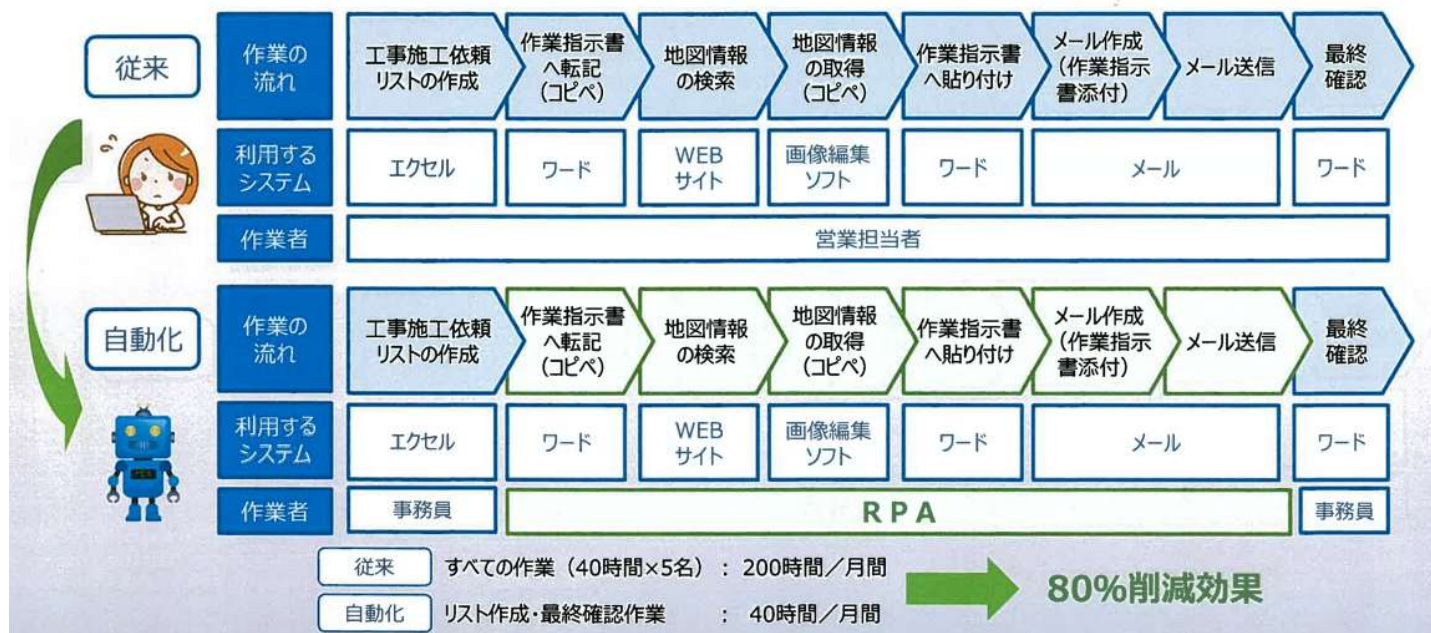 従来
作業の
流れ
工事施工依頼
リストの作成
作業指示書
へ転記
(コピペ)
地図情報
の検索
地図情報
の取得
(コピペ)
作業指示書
へ貼り付け
メール作成
(作業指示
書添付)
メール送信
最終
確認
利用する
システム
エクセル
ワード
WEB
サイト
画像編集
ソフト
ワード
メール
ワード
作業者
営業担当者
自動化
作業の
流れ
工事施工依頼
リストの作成
作業指示書
へ転記
(コピペ)
地図情報
の検索
地図情報
の取得
(コピペ)
作業指示書
へ貼り付け
メール作成
(作業指示
書添付)
メール送信
最終
確認
利用する
システム
エクセル
ワード
WEB
サイト
画像編集
ソフト
ワード
メール
ワード
作業者
事務員
RPA
事務員
従来 すべての作業(40時間×5名) : 200時間/月間
自動化 リスト作成・最終確認作業 : 40時間/月間
80%削減効果